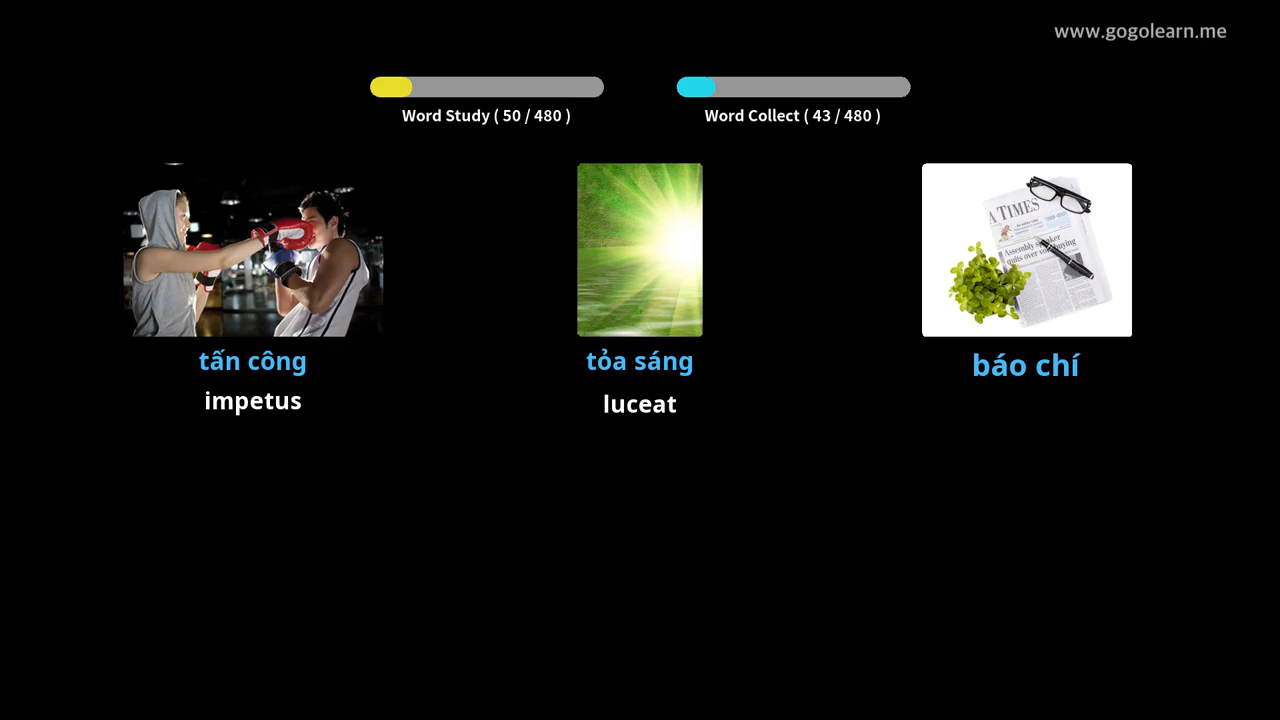 www.gogolearn.me
Word Study ( 50 / 480 )
Word Collect ( 43 / 480 )
A TIMES
tấn công
tỏa sáng
báo chí
impetus
luceat